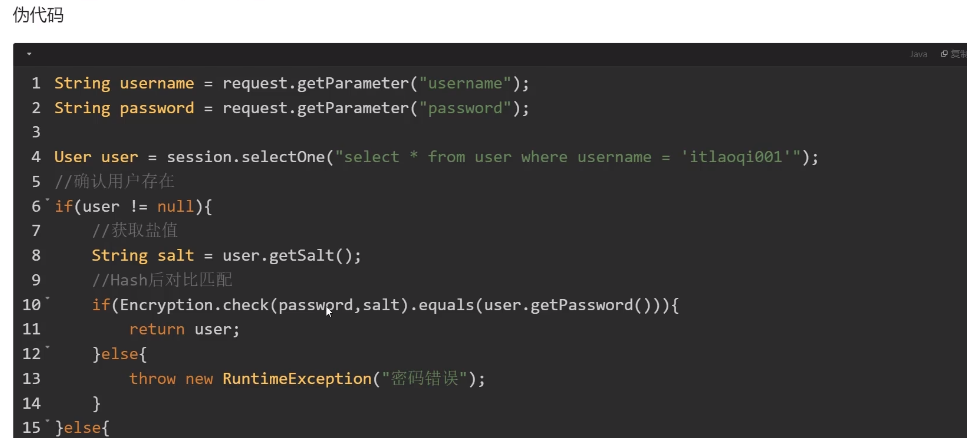 伪代码
Java 复制
1 String username = request.getParameter("username");
2 String password = request.getParameter("password");
3
4 User user = session.selectOne("select * from user where username = 'itlaoqi001'");
5 //确认用户存在
6 if(user != null){
7 //获取盐值
8 String salt = user.getSalt();
9 //Hash后对比匹配
10 if(Encryption.check(password,salt).equals(user.getPassword())){
11 return user;
12 }else{
13 throw new RuntimeException("密码错误");
14 }
15 }else{